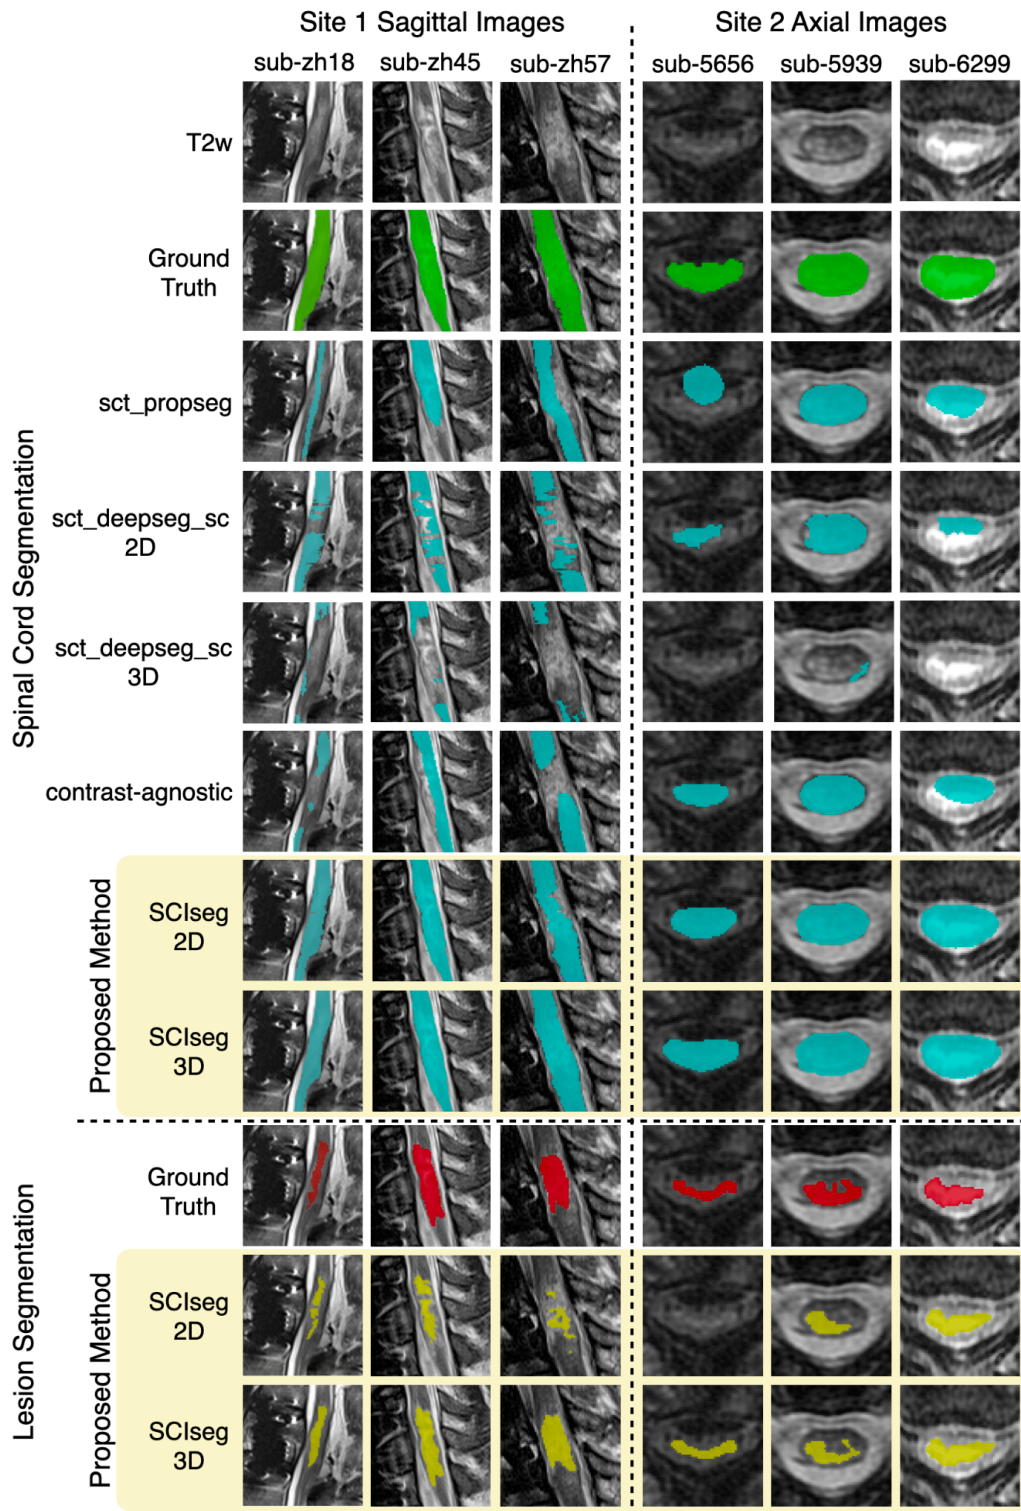 Site 1 Sagittal Images
Site 2 Axial Images
sub-zh18
sub-zh45
sub-zh57
sub-5656
sub-5939
sub-6299
T2w
Spinal Cord Segmentation
Ground
Truth
sct_propseg
sct_deepseg_sc
2D
sct_deepseg_sc
3D
contrast-agnostic
Proposed Method
SCIseg
2D
SCIseg
3D
Lesion Segmentation
Ground
Truth
Proposed Method
SCIseg
2D
SCIseg
3D